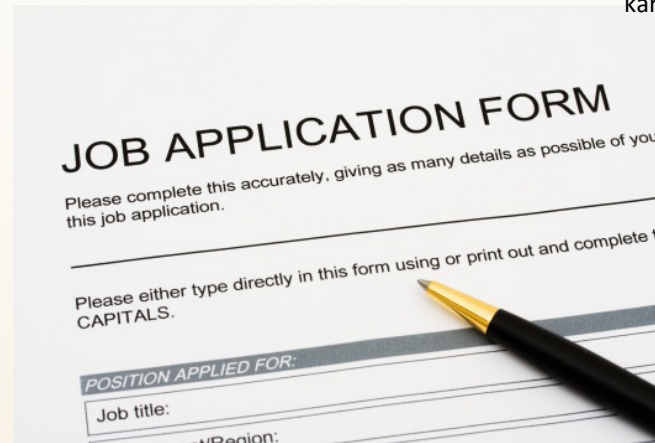 JOB APPLICATION FORM
Please complete this accurately, giving as many details as possible of
this job application.
Please either type directly in this form using or print out and complete
CAPITALS.
POSITION APPLIED FOR:
Job title:
/Region: